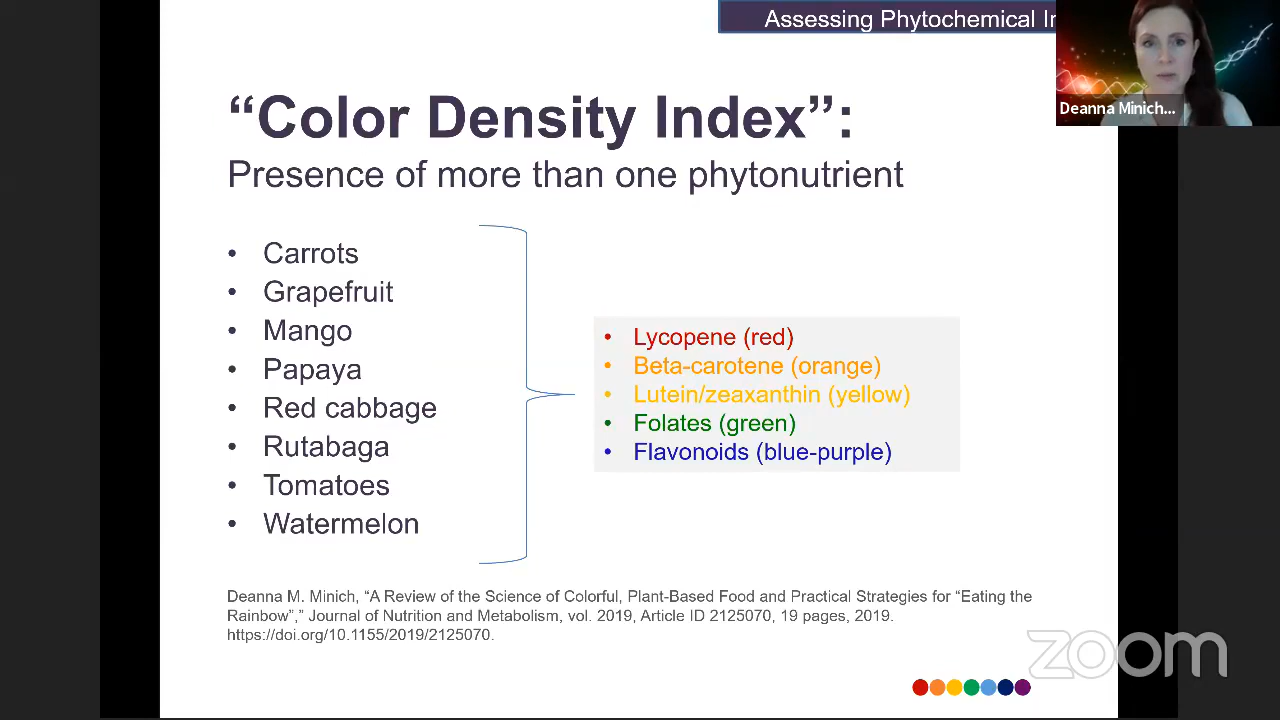 Assessing Phytochemical
Deanna Minich...
“Color Density Index”:
Presence of more than one phytonutrient
• Carrots
• Grapefruit
• Mango
• Papaya
• Red cabbage
• Rutabaga
• Tomatoes
• Watermelon
• Lycopene (red)
• Beta-carotene (orange)
• Lutein/zeaxanthin (yellow)
• Folates (green)
• Flavonoids (blue-purple)
Deanna M. Minich, “A Review of the Science of Colorful, Plant-Based Food and Practical Strategies for “Eating the
Rainbow”,” Journal of Nutrition and Metabolism, vol. 2019, Article ID 2125070, 19 pages, 2019.
https://doi.org/10.1155/2019/2125070.
zoom